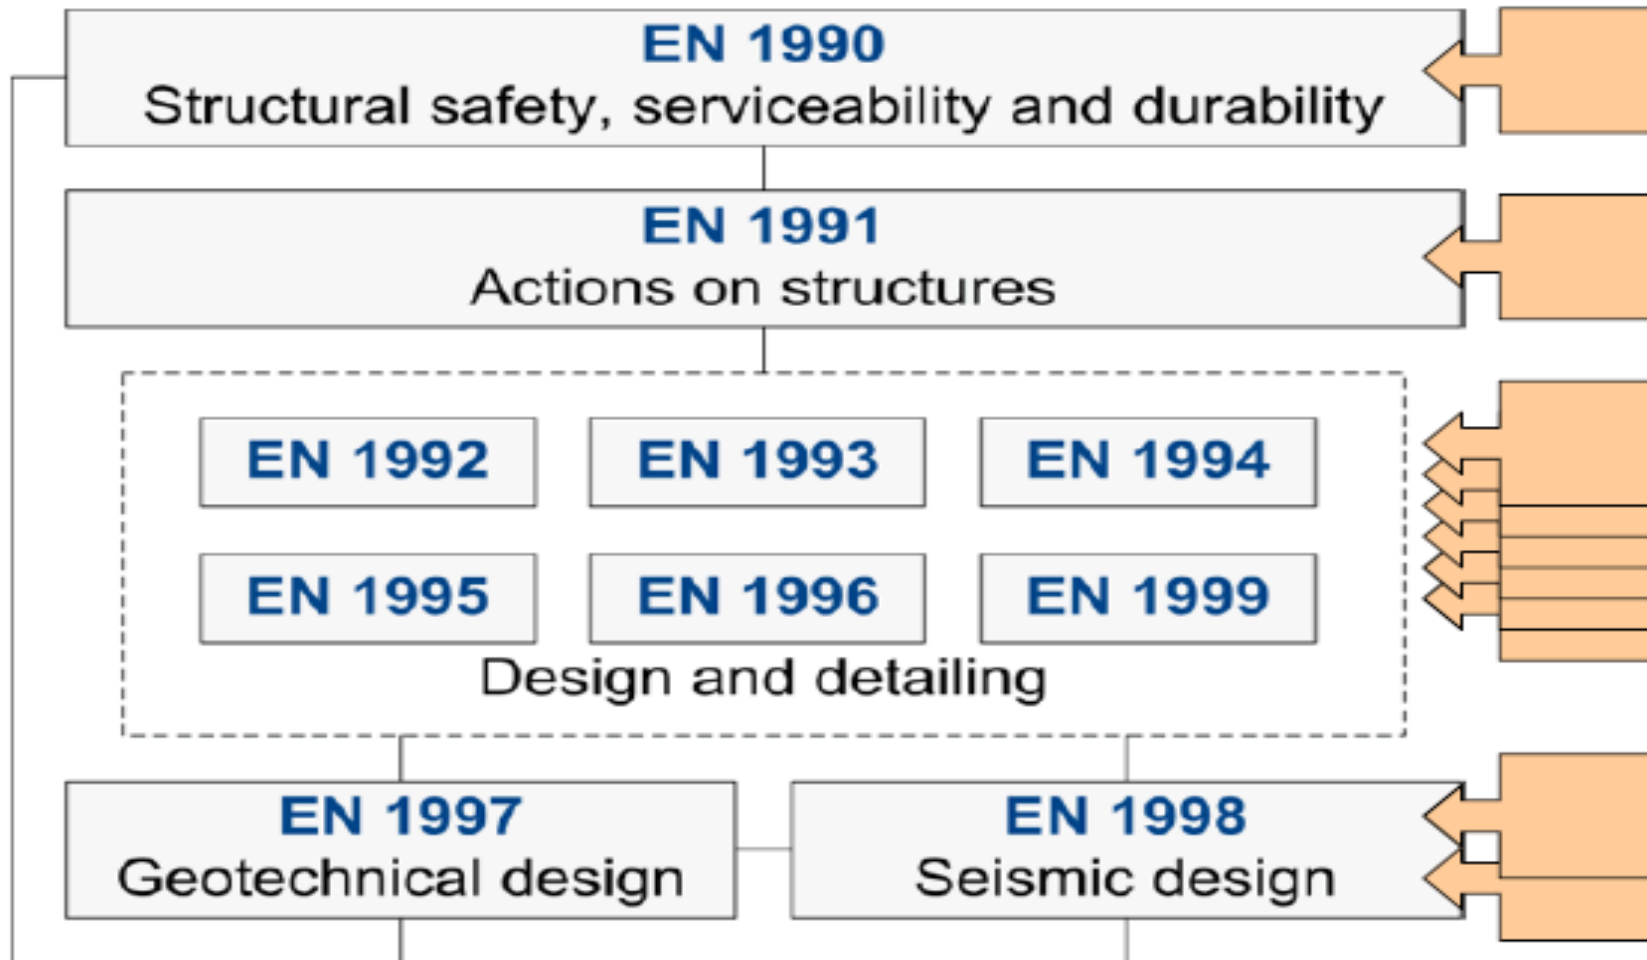 EN 1990
Structural safety, serviceability and durability
EN 1991
Actions on structures
EN 1992
EN 1993
EN 1994
EN 1995
EN 1996
EN 1999
Design and detailing
EN 1997
Geotechnical design
EN 1998
Seismic design